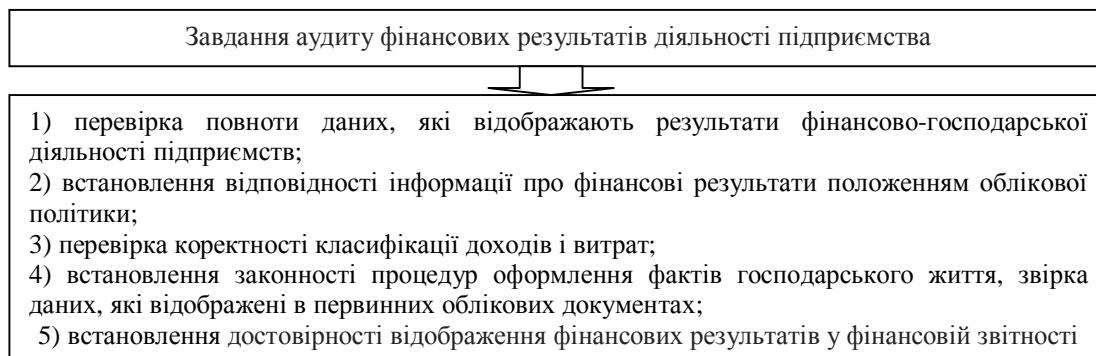 Завдання аудиту фінансових результатів діяльності підприємства
1) перевірка повноти даних, які відображають результати фінансово-господарської
діяльності підприємств;
2) встановлення відповідності інформації про фінансові результати положенням облікової
політики;
3) перевірка коректності класифікації доходів і витрат;
4) встановлення законності процедур оформлення фактів господарського життя, звірка
даних, які відображені в первинних облікових документах;
5) встановлення достовірності відображення фінансових результатів у фінансовій звітності